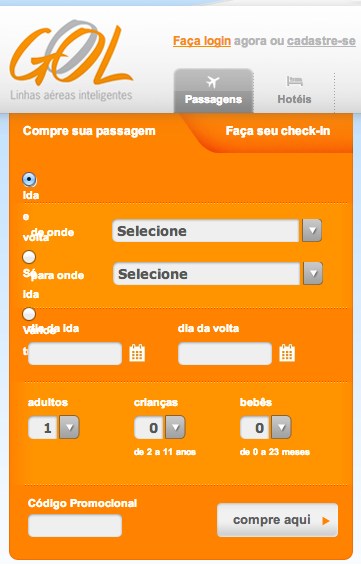 GOL
Linhas aéreas inteligentes
Faça login agora ou cadastre-se
Passagens
Hotéis
Compre sua passagem
Faça seu check-in
Ida
e
volta
de onde
Selecione
Só
Ida
para onde
Selecione
dia da ida
dia da volta
adultos
crianças
bebês
1
0
0
de 2 a 11 anos
de 0 a 23 meses
Código Promocional
compre aqui